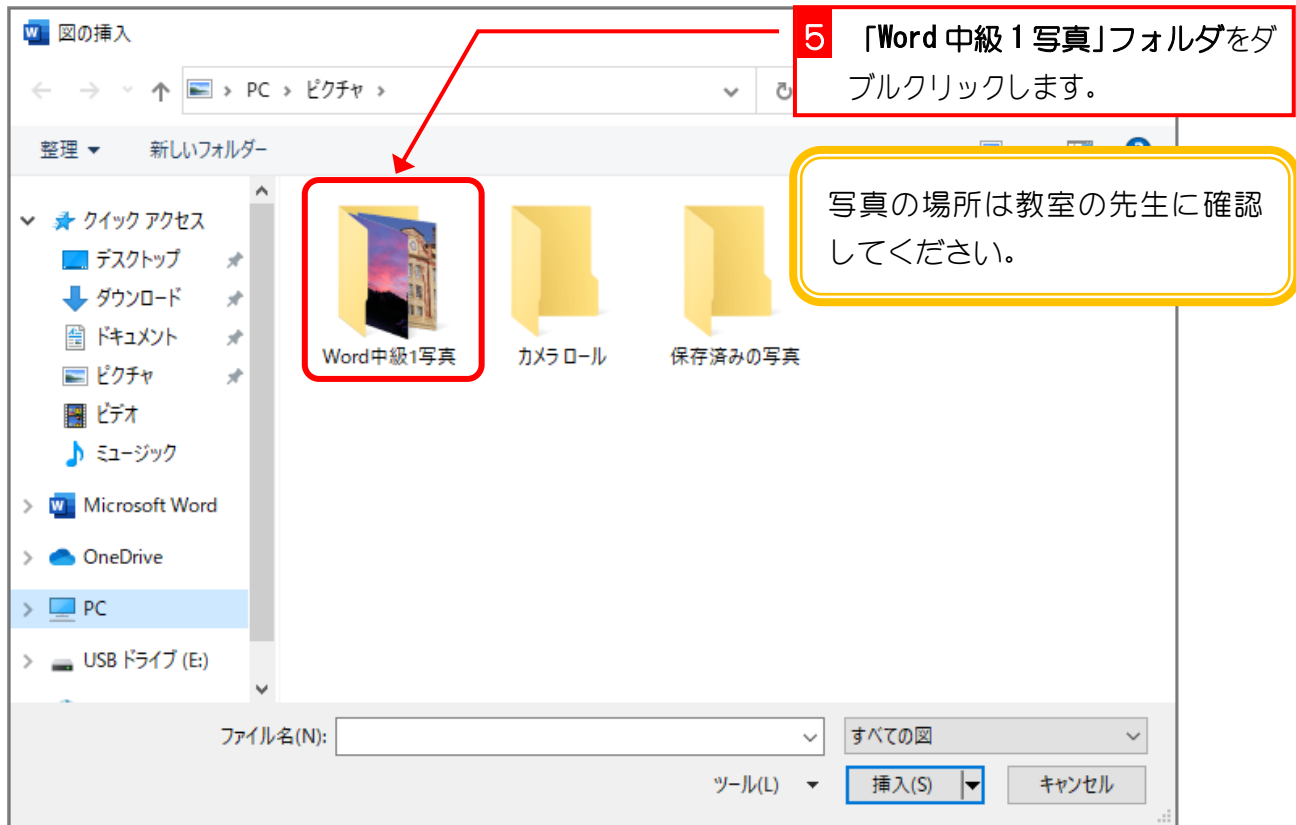 図の挿入
5 「Word 中級 1 写真」フォルダをダ
ブルクリックします。
PC › ピクチャ ›
整理 新しいフォルダー
写真の場所は教室の先生に確認
してください。
クイック アクセス
デスクトップ
ダウンロード
ドキュメント
ピクチャ
ビデオ
ミュージック
Microsoft Word
OneDrive
PC
USB ドライブ (E:)
Word中級1写真
カメラ ロール
保存済みの写真
ファイル名(N):
すべての図
ツール(L) 挿入(S) キャンセル